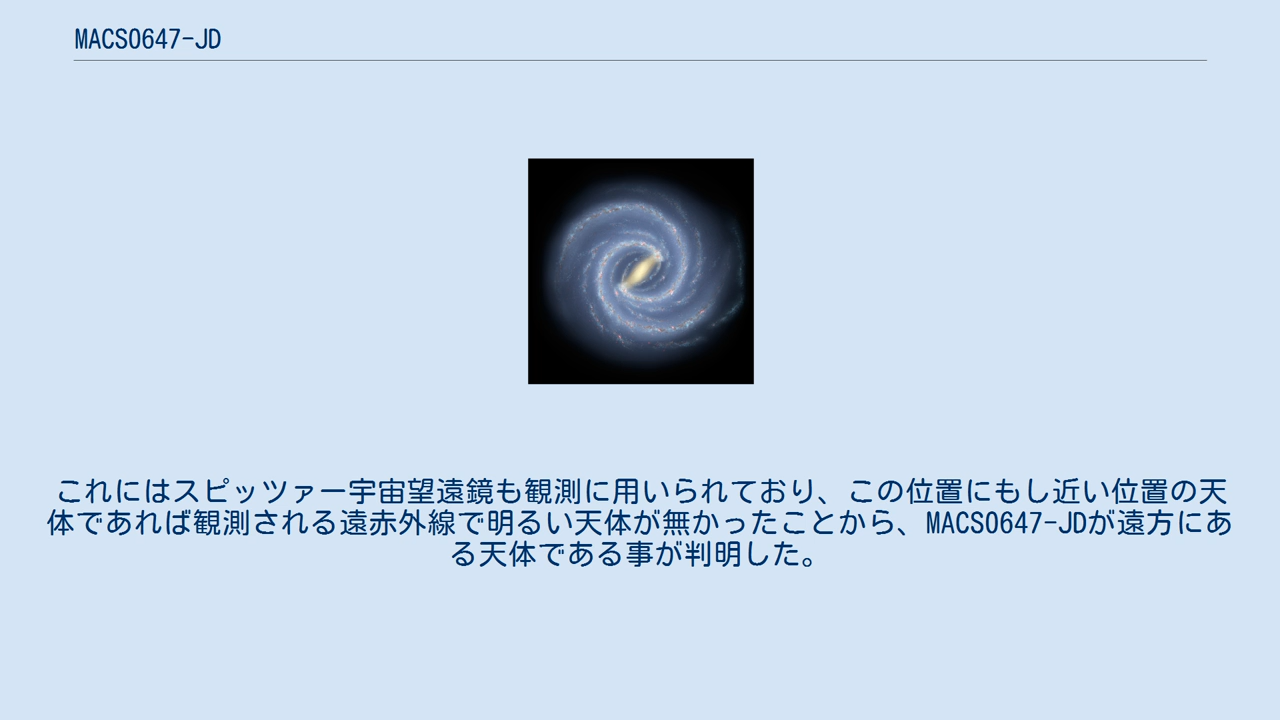 MACS0647-JD
これにはスピッツァー宇宙望遠鏡も観測に用いられており、この位置にもし近い位置の天
体であれば観測される遠赤外線で明るい天体が無かったことから、MACS0647-JDが遠方にあ
る天体である事が判明した。